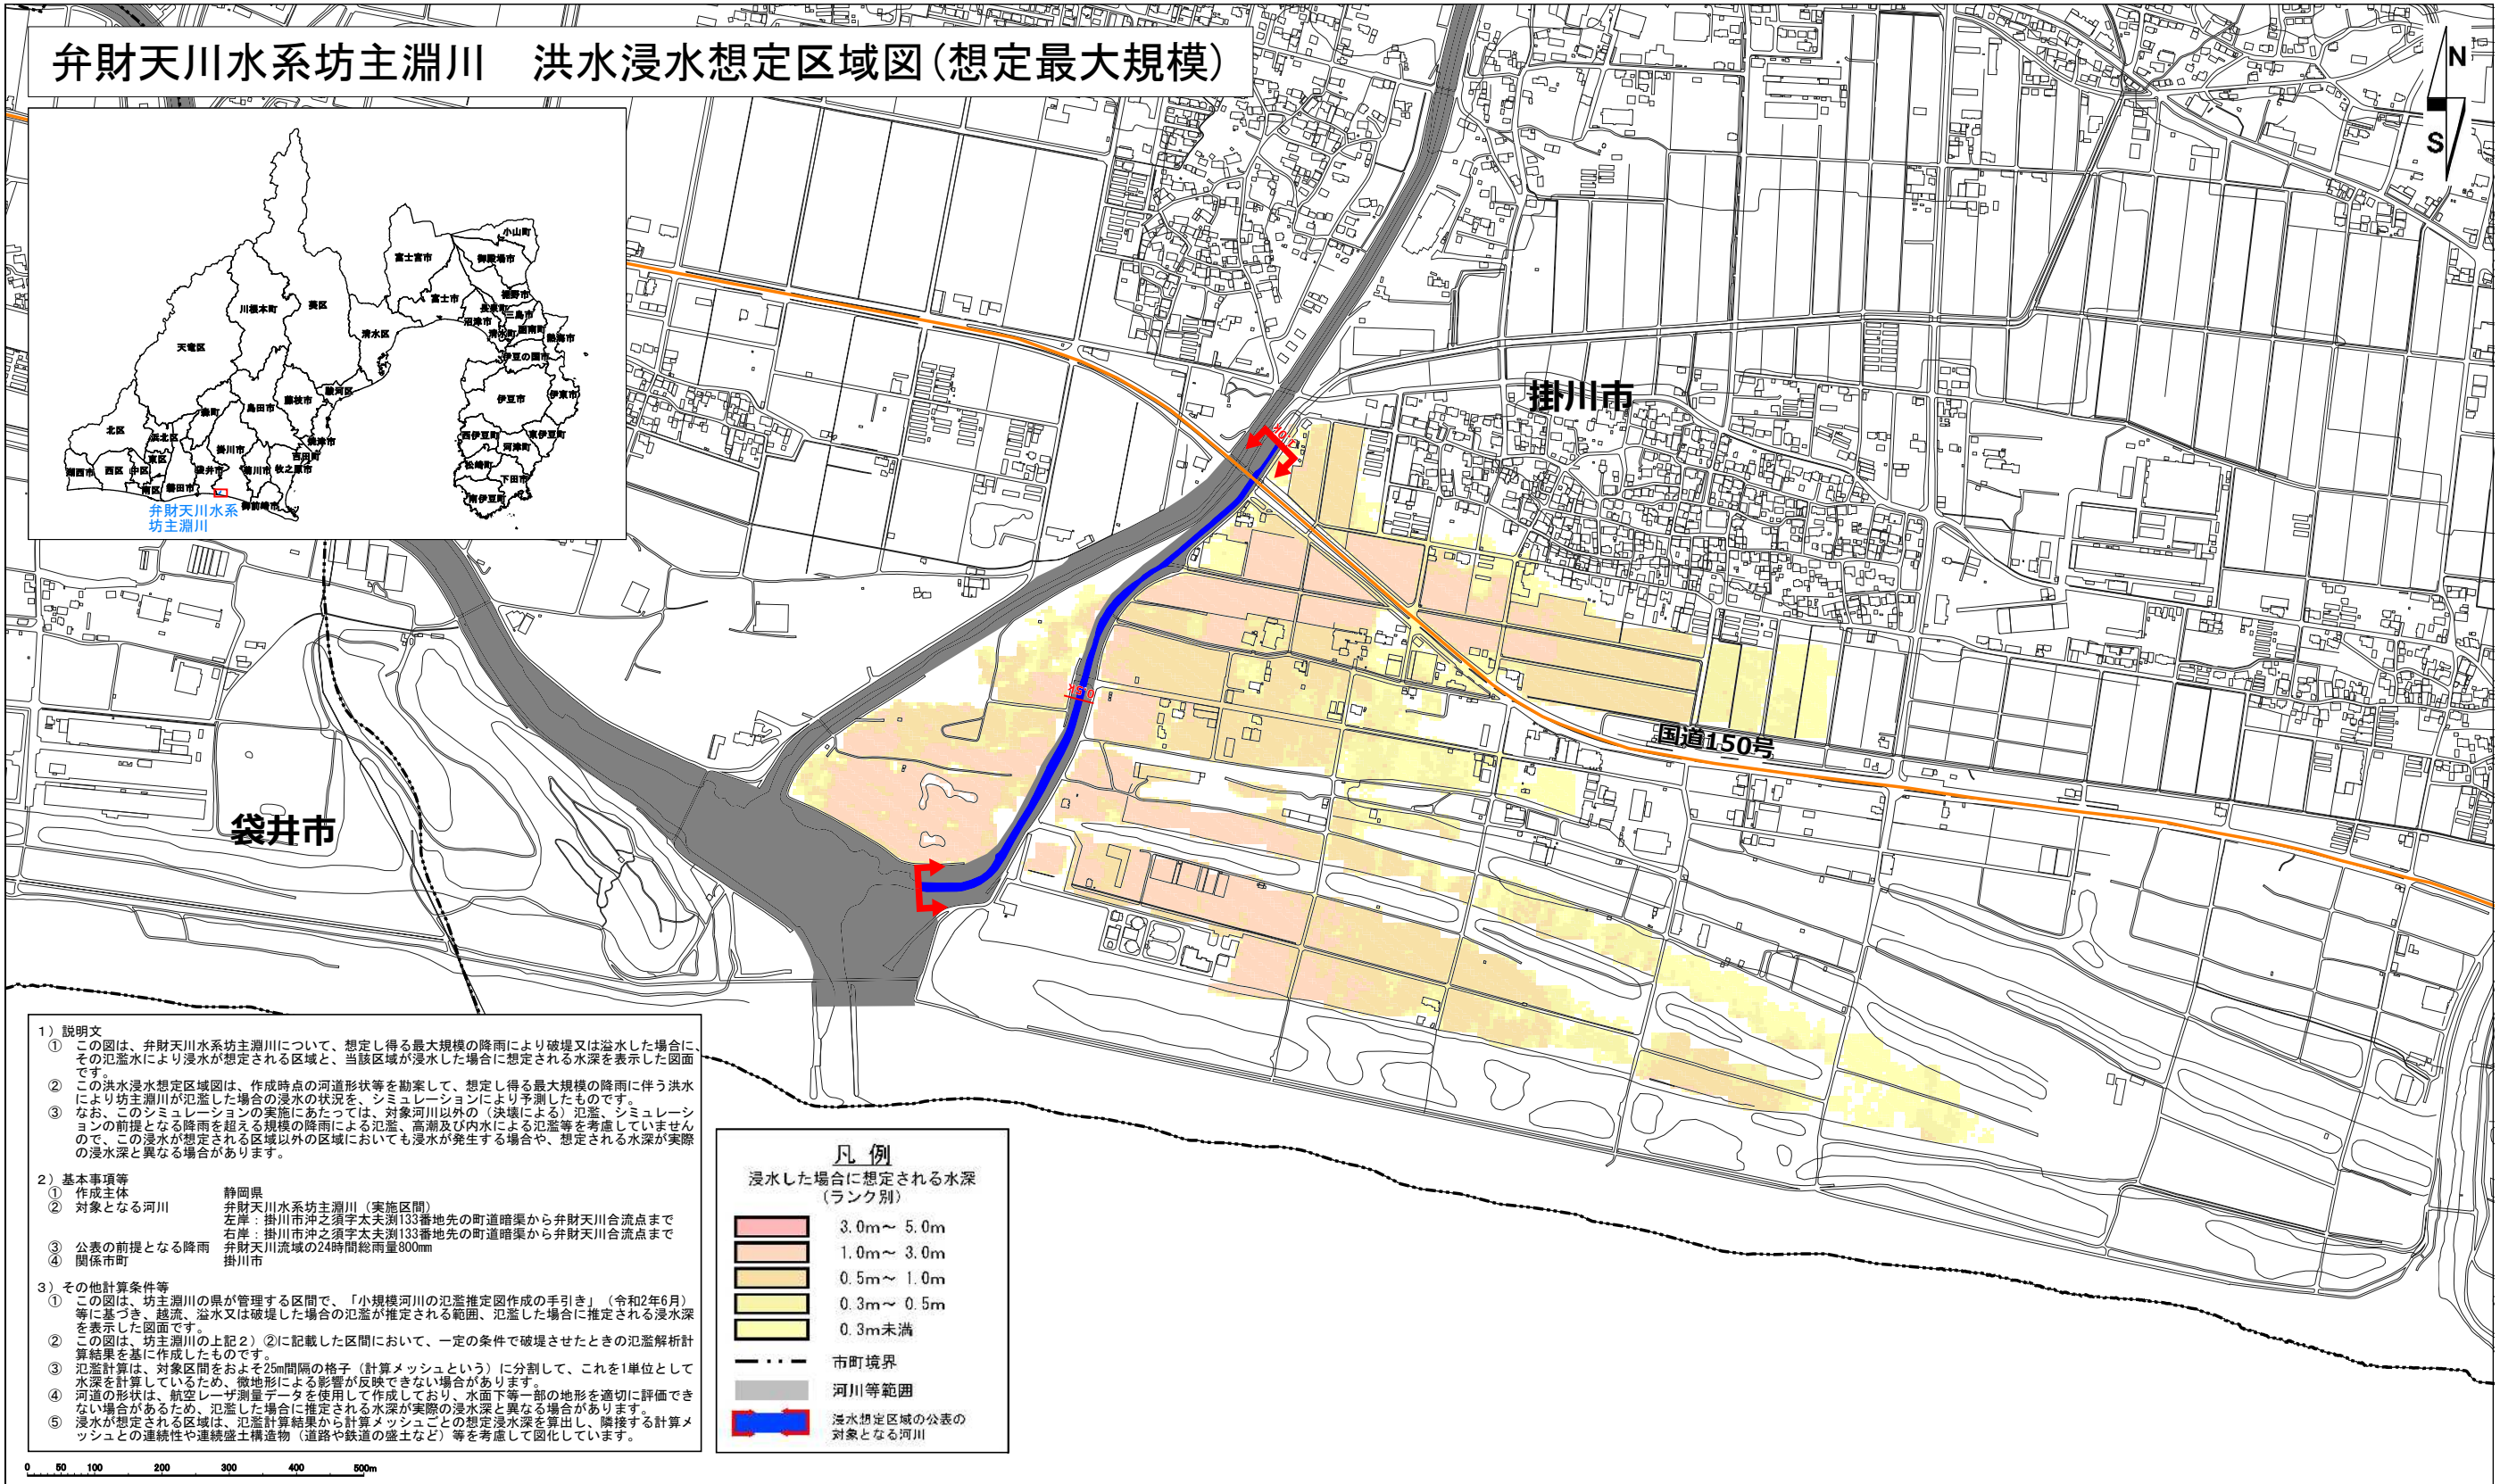 弁財天川水系坊主淵川　洪水浸水想定区域図(想定最大規模)
N
S
小山町
御殿場市
富士宮市
富士市
裾野市
長泉町
三島市
沼津市
清水町
函南町
熱海市
伊豆の国市
伊豆市
伊東市
西伊豆町
東伊豆町
河津町
松崎町
下田市
南伊豆町
川根本町
葵区
清水区
天竜区
駿河区
藤枝市
島田市
森町
焼津市
北区
浜北区
掛川市
吉田町
東区
湖西市
西区
中区
袋井市
菊川市
牧之原市
南区
磐田市
御前崎市
弁財天川水系
坊主淵川
掛川市
1.0K
0.5K
国道150号
袋井市
1）説明文
① この図は、弁財天川水系坊主淵川について、想定し得る最大規模の降雨により破堤又は溢水した場合に、
その氾濫水により浸水が想定される区域と、当該区域が浸水した場合に想定される水深を表示した図面
です。
② この洪水浸水想定区域図は、作成時点の河道形状等を勘案して、想定し得る最大規模の降雨に伴う洪水
により坊主淵川が氾濫した場合の浸水の状況を、シミュレーションにより予測したものです。
③ なお、このシミュレーションの実施にあたっては、対象河川以外の（決壊による）氾濫、シミュレーシ
ョンの前提となる降雨を超える規模の降雨による氾濫、高潮及び内水による氾濫等を考慮していません
ので、この浸水が想定される区域以外の区域においても浸水が発生する場合や、想定される水深が実際
の浸水深と異なる場合があります。
2）基本事項等
① 作成主体 静岡県
② 対象となる河川 弁財天川水系坊主淵川（実施区間）
左岸：掛川市沖之須字太夫渕133番地先の町道暗渠から弁財天川合流点まで
右岸：掛川市沖之須字太夫渕133番地先の町道暗渠から弁財天川合流点まで
③ 公表の前提となる降雨 弁財天川流域の24時間総雨量800mm
④ 関係市町 掛川市
3）その他計算条件等
① この図は、坊主淵川の県が管理する区間で、「小規模河川の氾濫推定図作成の手引き」（令和2年6月）
等に基づき、越流、溢水又は破堤した場合の氾濫が推定される範囲、氾濫した場合に推定される浸水深
を表示した図面です。
② この図は、坊主淵川の上記２）②に記載した区間において、一定の条件で破堤させたときの氾濫解析計
算結果を基に作成したものです。
③ 氾濫計算は、対象区間をおよそ25m間隔の格子（計算メッシュという）に分割して、これを1単位として
水深を計算しているため、微地形による影響が反映できない場合があります。
④ 河道の形状は、航空レーザ測量データを使用して作成しており、水面下等一部の地形を適切に評価でき
ない場合があるため、氾濫した場合に推定される水深が実際の浸水深と異なる場合があります。
⑤ 浸水が想定される区域は、氾濫計算結果から計算メッシュごとの想定浸水深を算出し、隣接する計算メ
ッシュとの連続性や連続盛土構造物（道路や鉄道の盛土など）等を考慮して図化しています。
凡 例
浸水した場合に想定される水深
(ランク別)
3.0m～ 5.0m
1.0m～ 3.0m
0.5m～ 1.0m
0.3m～ 0.5m
0.3m未満
市町境界
河川等範囲
浸水想定区域の公表の
対象となる河川
0 50 100 200 300 400 500m